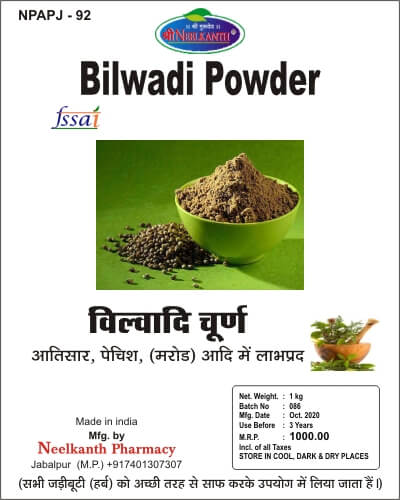 NPAPJ - 92
॥ श्री गुरूदेव ॥
श्री NEELKANTH
Bilwadi Powder
fssai
विल्वादि चूर्ण
आतिसार, पेचिश, (मरोड) आदि में लाभप्रद
Net. Weight. : 1 kg
Batch No : 086
Mfg. Date : Oct. 2020
Use Before : 3 Years
M.R.P. : 1000.00
Incl. of all Taxes
STORE IN COOL, DARK & DRY PLACES
Made in india
Mfg. by
Neelkanth Pharmacy
Jabalpur (M.P.) +917401307307
(सभी जड़ीबूटी (हर्ब) को अच्छी तरह से साफ करके उपयोग में लिया जाता हैं।)